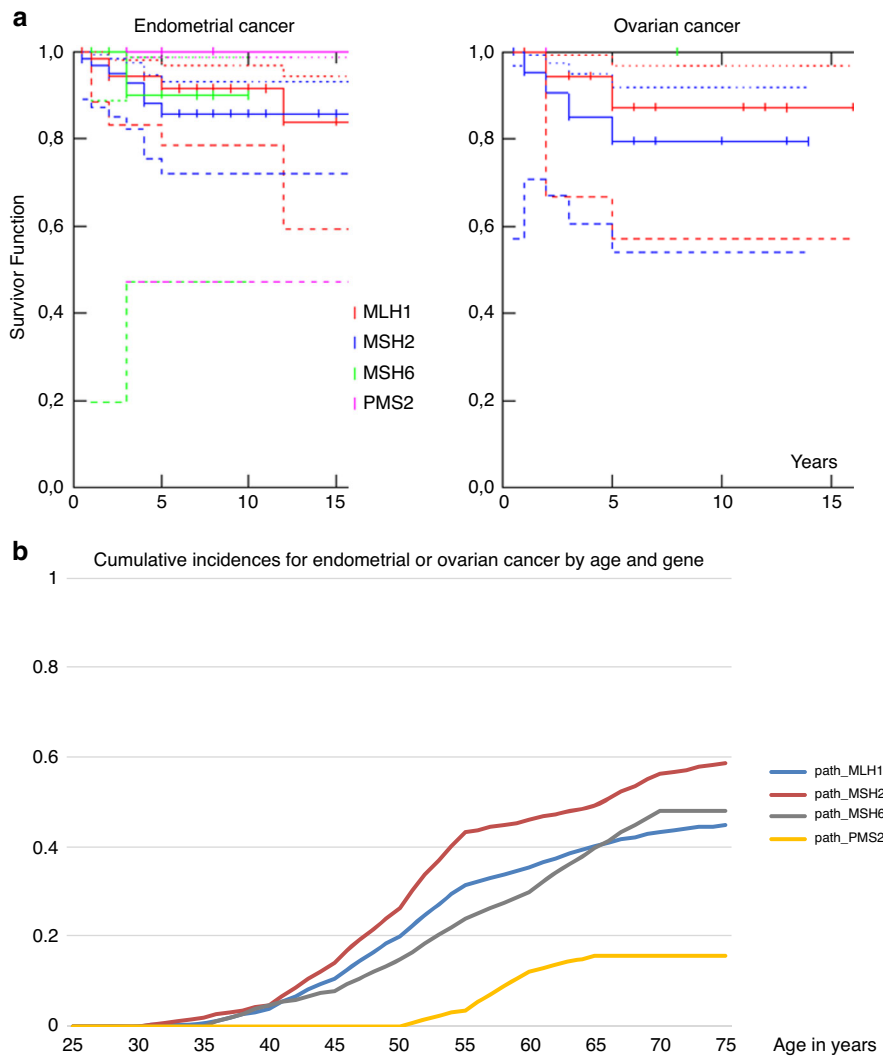 a
Endometrial cancer
Ovarian cancer
Survivor Function
1,0
0,8
0,6
0,4
0,2
0,0
0 5 10 15
MLH1
MSH2
MSH6
PMS2
1,0
0,8
0,6
0,4
0,2
0,0
0 5 10 15
Years
b
Cumulative incidences for endometrial or ovarian cancer by age and gene
1
0.8
0.6
0.4
0.2
0
25 30 35 40 45 50 55 60 65 70 75 Age in years
path_MLH1
path_MSH2
path_MSH6
path_PMS2